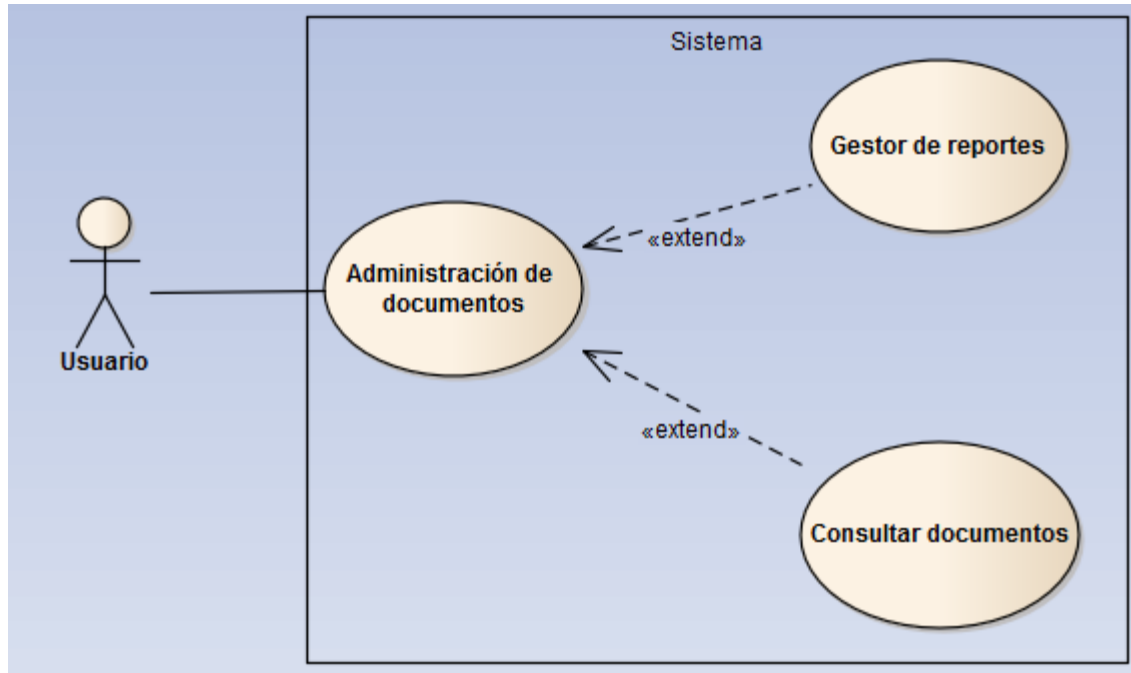 Sistema
Gestor de reportes
«extend»
Administración de
documentos
Usuario
«extend»
Consultar documentos